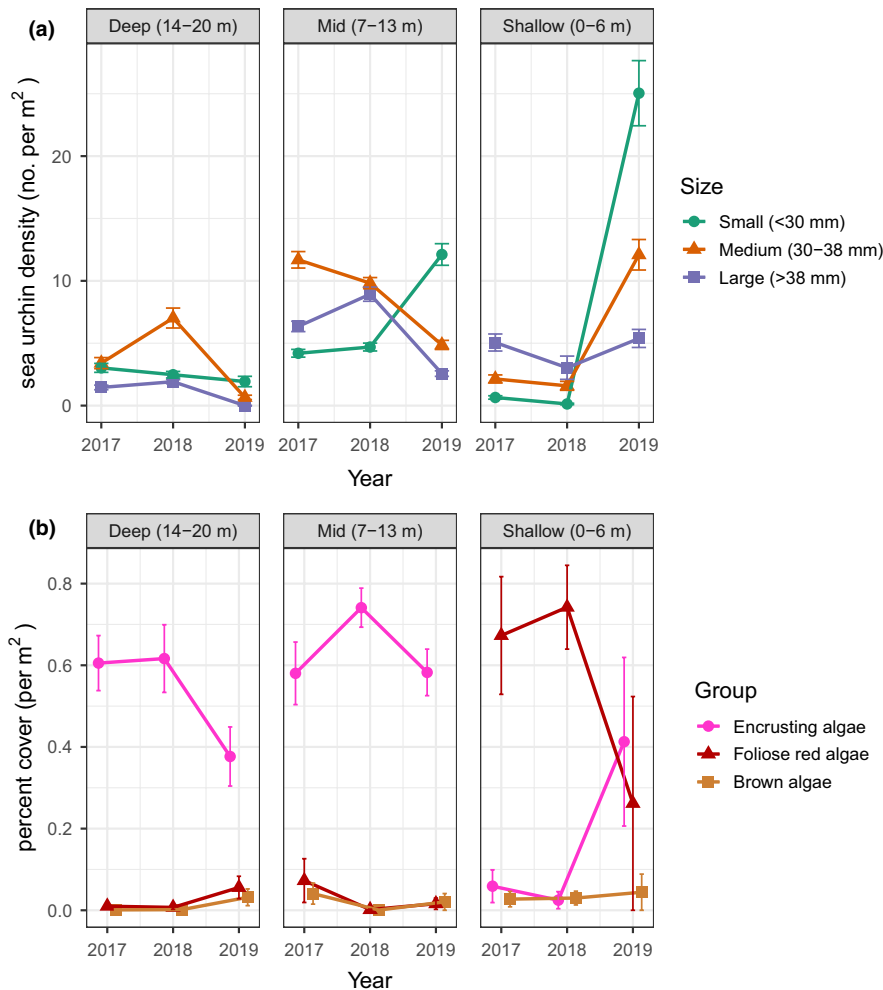 (a)
Deep (14−20 m) Mid (7−13 m) Shallow (0−6 m)
sea urchin density (no. per m²)
20
10
0
2017 2018 2019 2017 2018 2019 2017 2018 2019
Year
Size
Small (<30 mm)
Medium (30−38 mm)
Large (>38 mm)
(b)
Deep (14−20 m) Mid (7−13 m) Shallow (0−6 m)
percent cover (per m²)
0.8
0.6
0.4
0.2
0.0
2017 2018 2019 2017 2018 2019 2017 2018 2019
Year
Group
Encrusting algae
Foliose red algae
Brown algae